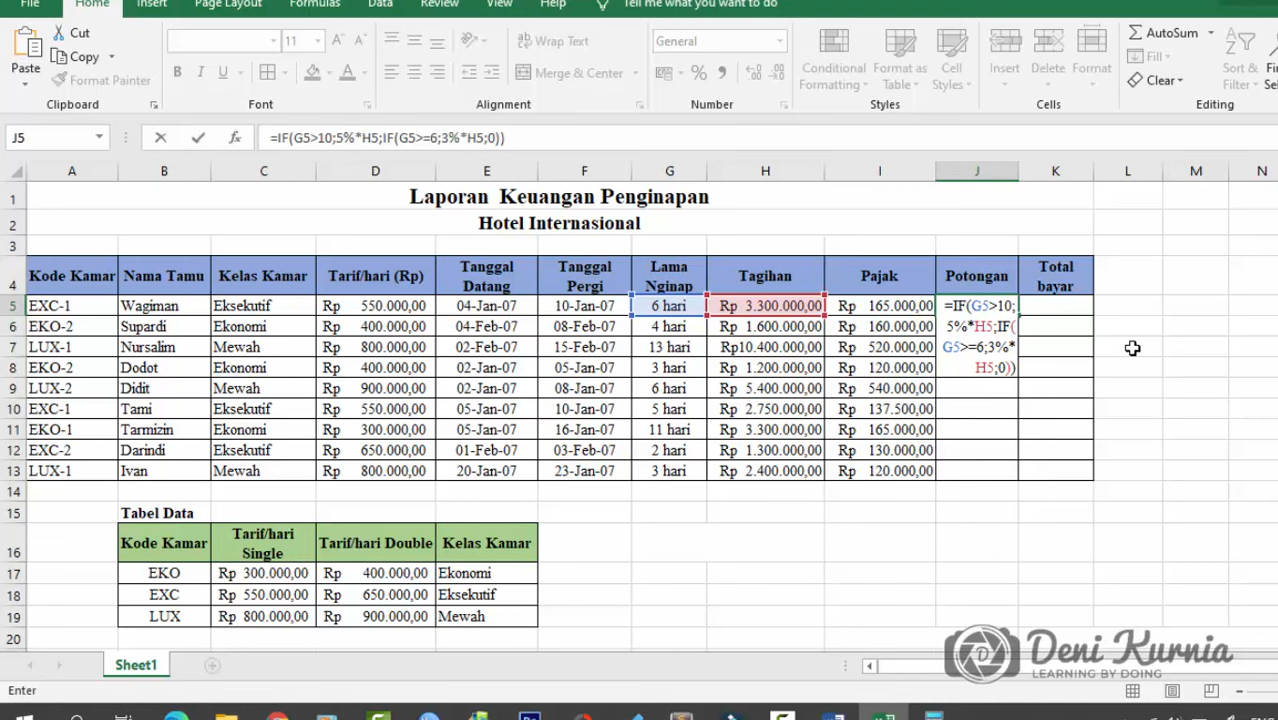 File Home Insert Page Layout Formulas Data Review View Help Tell me what you want to do
Cut
Copy
Paste
Format Painter
11
Wrap Text
Merge & Center
General
Conditional Formatting
Format as Table
Cell Styles
Insert Delete Format
AutoSum
Fill
Clear
Sort & Filter
Clipboard Font Alignment Number Styles Cells Editing
J5 =IF(G5>10;5%*H5;IF(G5>=6;3%*H5;0))
A B C D E F G H I J K L M N
1 Laporan Keuangan Penginapan
2 Hotel Internasional
3
4 Kode Kamar Nama Tamu Kelas Kamar Tarif/hari (Rp) Tanggal Datang Tanggal Pergi Lama Nginap Tagihan Pajak Potongan Total bayar
5 EXC-1 Wagiman Eksekutif Rp 550.000,00 04-Jan-07 10-Jan-07 6 hari Rp 3.300.000,00 Rp 165.000,00 =IF(G5>10;
6 EKO-2 Supardi Ekonomi Rp 400.000,00 04-Feb-07 08-Feb-07 4 hari Rp 1.600.000,00 Rp 160.000,00 5%*H5;IF(
7 LUX-1 Nursalim Mewah Rp 800.000,00 02-Feb-07 15-Feb-07 13 hari Rp10.400.000,00 Rp 520.000,00 G5>=6;3%*
8 EKO-2 Dodot Ekonomi Rp 400.000,00 02-Jan-07 05-Jan-07 3 hari Rp 1.200.000,00 Rp 120.000,00 H5;0))
9 LUX-2 Didit Mewah Rp 900.000,00 02-Jan-07 08-Jan-07 6 hari Rp 5.400.000,00 Rp 540.000,00
10 EXC-1 Tami Eksekutif Rp 550.000,00 05-Jan-07 10-Jan-07 5 hari Rp 2.750.000,00 Rp 137.500,00
11 EKO-1 Tarmizin Ekonomi Rp 300.000,00 05-Jan-07 16-Jan-07 11 hari Rp 3.300.000,00 Rp 165.000,00
12 EXC-2 Darindi Eksekutif Rp 650.000,00 01-Feb-07 03-Feb-07 2 hari Rp 1.300.000,00 Rp 130.000,00
13 LUX-1 Ivan Mewah Rp 800.000,00 20-Jan-07 23-Jan-07 3 hari Rp 2.400.000,00 Rp 120.000,00
14
15 Tabel Data
16 Kode Kamar Tarif/hari Single Tarif/hari Double Kelas Kamar
17 EKO Rp 300.000,00 Rp 400.000,00 Ekonomi
18 EXC Rp 550.000,00 Rp 650.000,00 Eksekutif
19 LUX Rp 800.000,00 Rp 900.000,00 Mewah
20
Deni Kurnia
LEARNING BY DOING
Sheet1
Enter